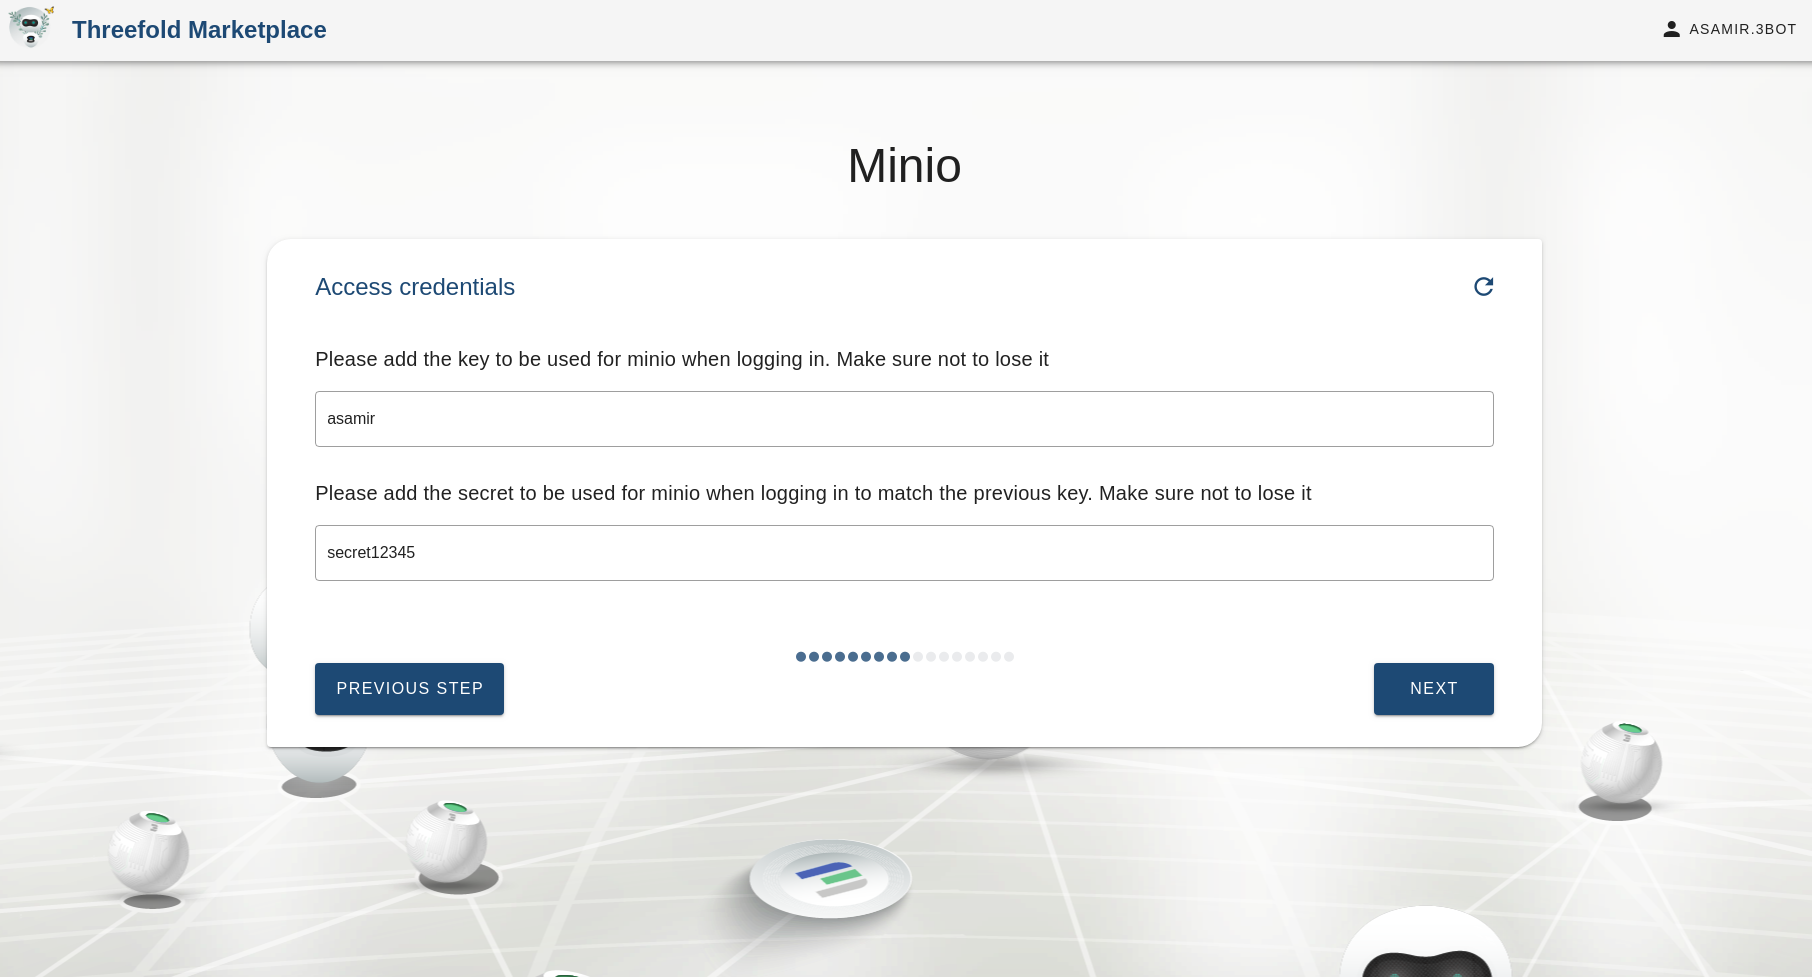 Threefold Marketplace
ASAMIR.3BOT
Minio
Access credentials
Please add the key to be used for minio when logging in. Make sure not to lose it
asamir
Please add the secret to be used for minio when logging in to match the previous key. Make sure not to lose it
secret12345
PREVIOUS STEP
NEXT